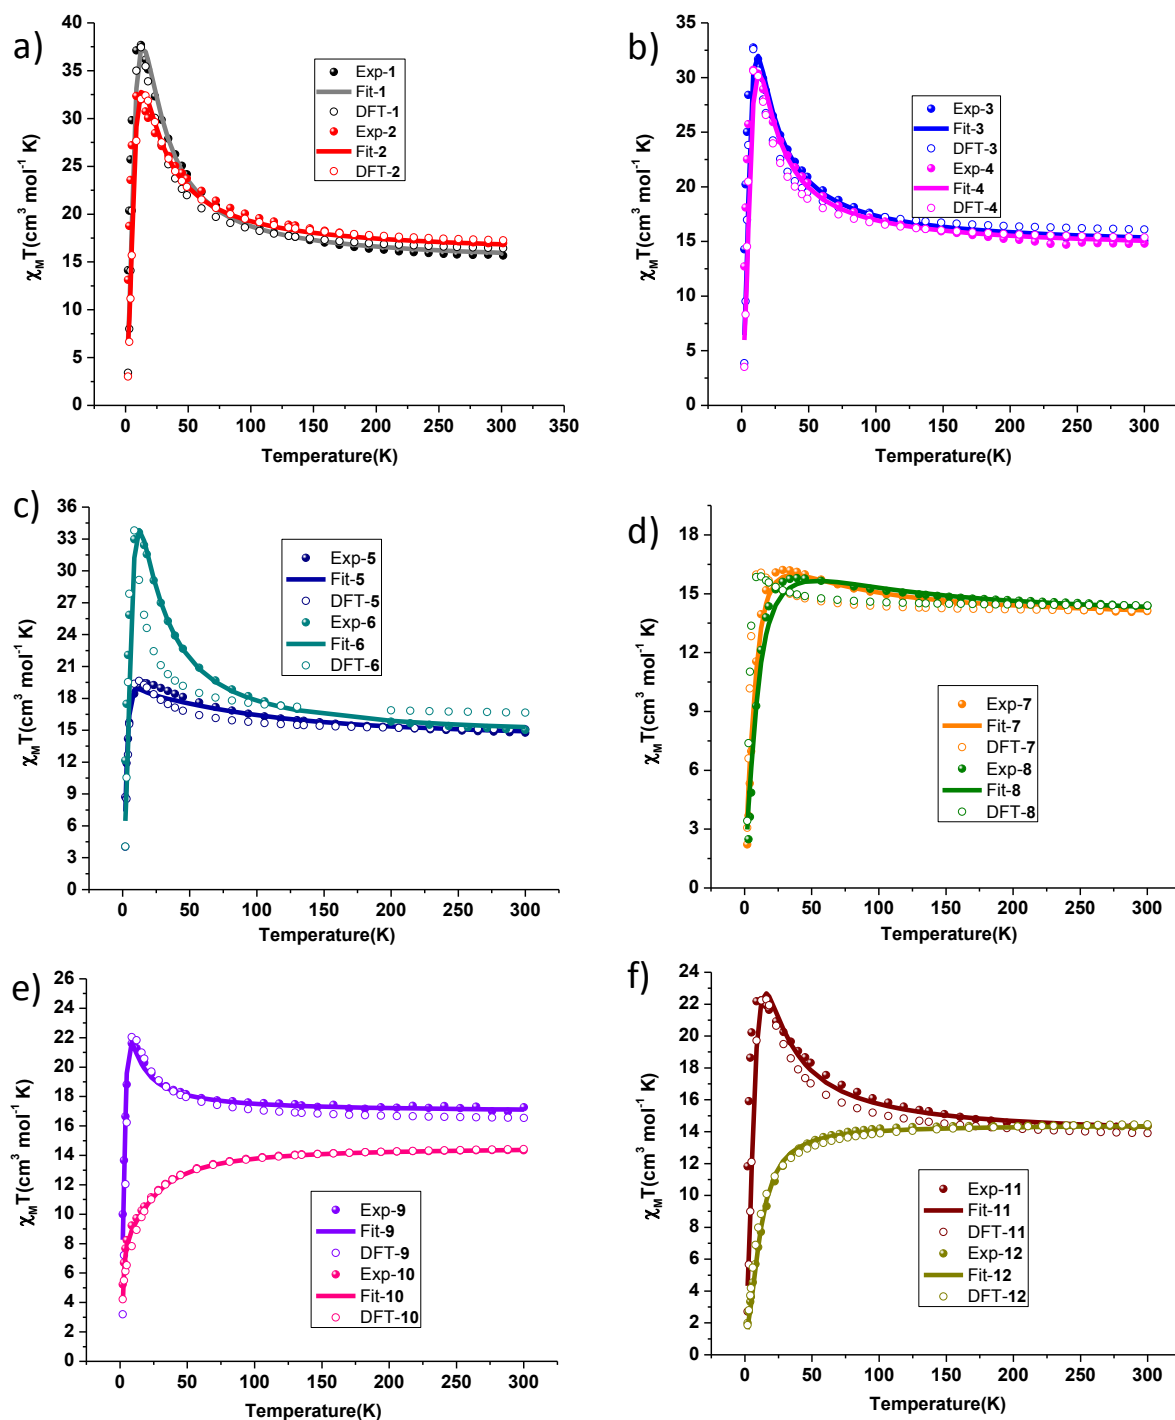 a)
40
35
30
25
20
15
10
5
0
χMT(cm³ mol⁻¹ K)
Exp-1
Fit-1
DFT-1
Exp-2
Fit-2
DFT-2
0 50 100 150 200 250 300 350
Temperature(K)
b)
35
30
25
20
15
10
5
0
χMT(cm³ mol⁻¹ K)
Exp-3
Fit-3
DFT-3
Exp-4
Fit-4
DFT-4
0 50 100 150 200 250 300
Temperature(K)
c)
36
33
30
27
24
21
18
15
12
9
6
3
0
χMT(cm³ mol⁻¹ K)
Exp-5
Fit-5
DFT-5
Exp-6
Fit-6
DFT-6
0 50 100 150 200 250 300
Temperature(K)
d)
18
15
12
9
6
3
0
χMT(cm³ mol⁻¹ K)
Exp-7
Fit-7
DFT-7
Exp-8
Fit-8
DFT-8
0 50 100 150 200 250 300
Temperature(K)
e)
26
24
22
20
18
16
14
12
10
8
6
4
2
0
χMT(cm³ mol⁻¹ K)
Exp-9
Fit-9
DFT-9
Exp-10
Fit-10
DFT-10
0 50 100 150 200 250 300
Temperature(K)
f)
24
22
20
18
16
14
12
10
8
6
4
2
0
χMT(cm³ mol⁻¹ K)
Exp-11
Fit-11
DFT-11
Exp-12
Fit-12
DFT-12
0 50 100 150 200 250 300
Temperature(K)